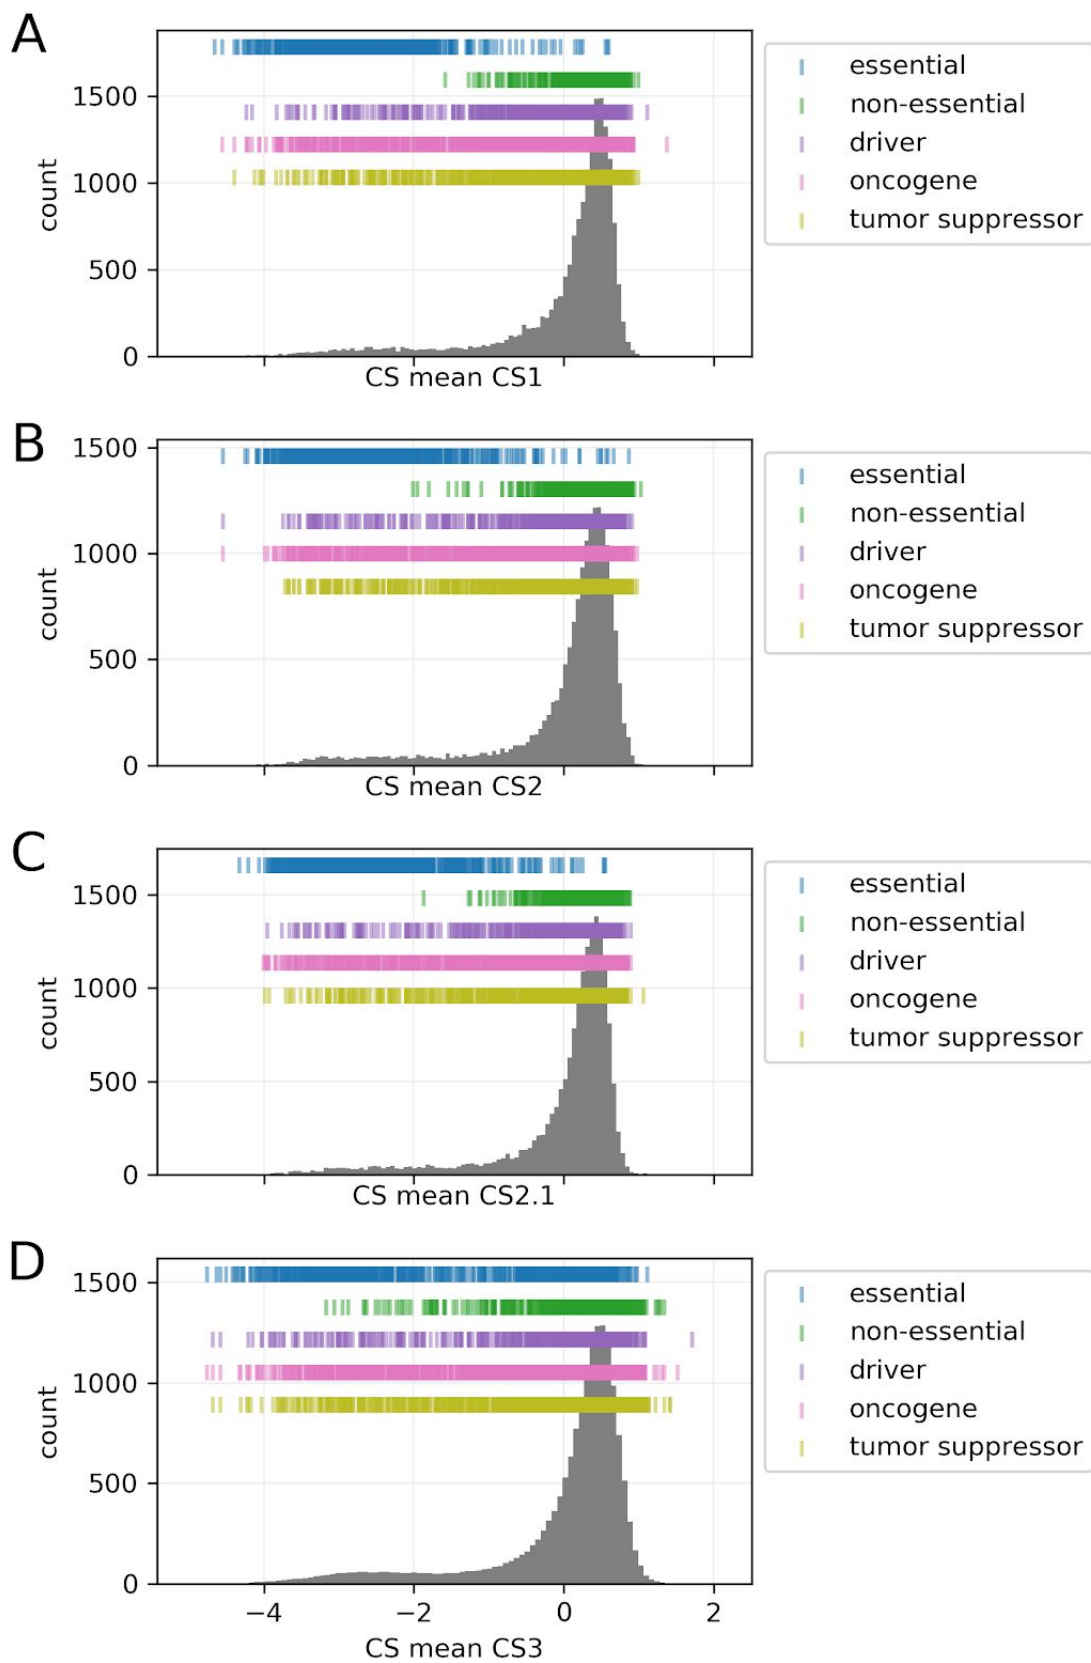 A
1500
1000
500
0
count
CS mean CS1
essential
non-essential
driver
oncogene
tumor suppressor
B
1500
1000
500
0
count
CS mean CS2
essential
non-essential
driver
oncogene
tumor suppressor
C
1500
1000
500
0
count
CS mean CS2.1
essential
non-essential
driver
oncogene
tumor suppressor
D
1500
1000
500
0
count
−4 −2 0 2
CS mean CS3
essential
non-essential
driver
oncogene
tumor suppressor